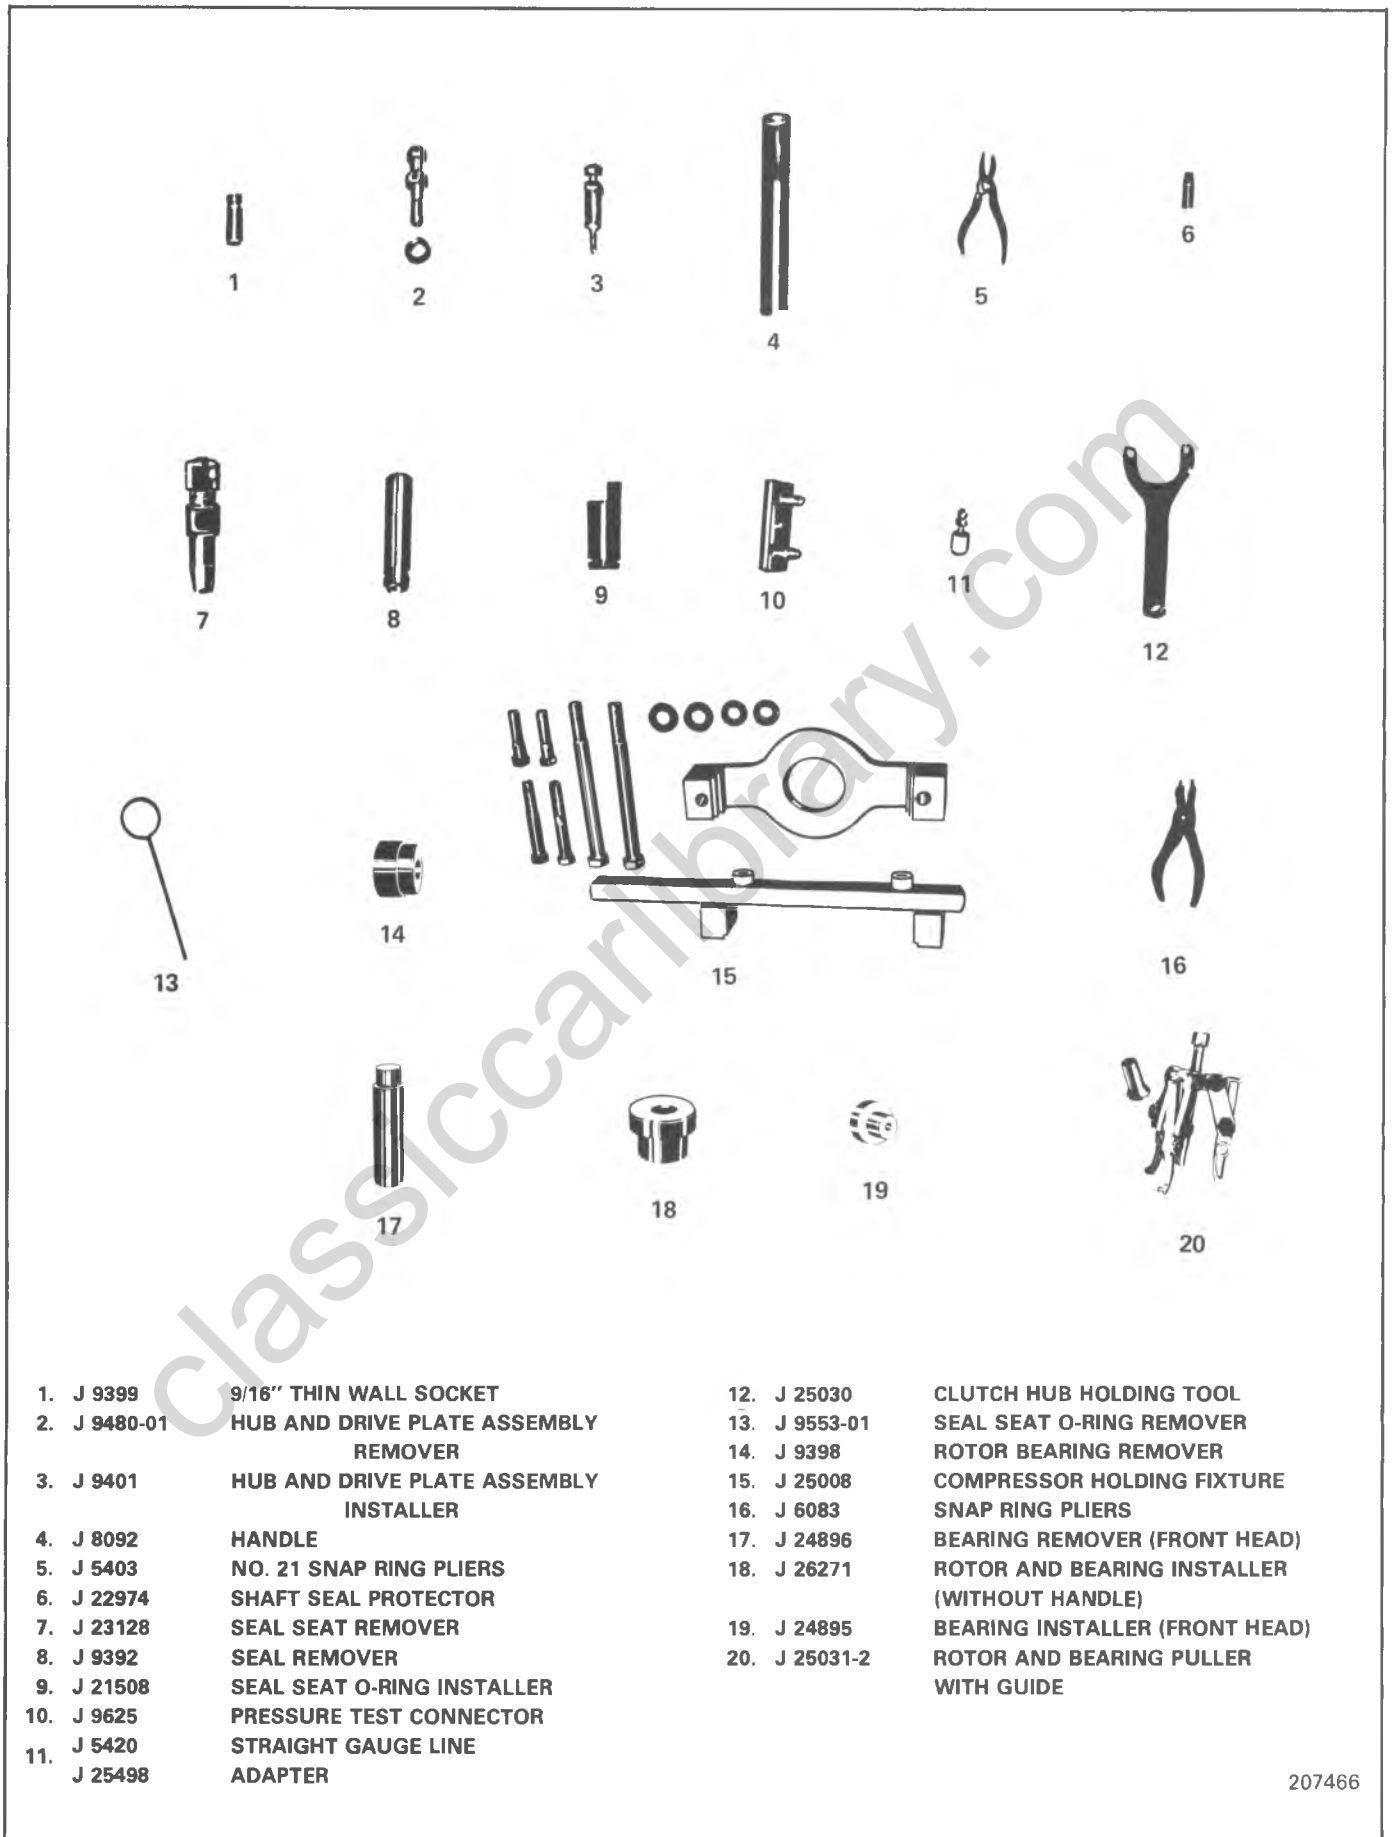 1
2
3
4
5
6
7
8
9
10
11
12
13
14
15
16
17
18
19
20
classiccarlibrary.com
1. J 9399 9/16" THIN WALL SOCKET
2. J 9480-01 HUB AND DRIVE PLATE ASSEMBLY
REMOVER
3. J 9401 HUB AND DRIVE PLATE ASSEMBLY
INSTALLER
4. J 8092 HANDLE
5. J 5403 NO. 21 SNAP RING PLIERS
6. J 22974 SHAFT SEAL PROTECTOR
7. J 23128 SEAL SEAT REMOVER
8. J 9392 SEAL REMOVER
9. J 21508 SEAL SEAT O-RING INSTALLER
10. J 9625 PRESSURE TEST CONNECTOR
11. J 5420 STRAIGHT GAUGE LINE
J 25498 ADAPTER
12. J 25030 CLUTCH HUB HOLDING TOOL
13. J 9553-01 SEAL SEAT O-RING REMOVER
14. J 9398 ROTOR BEARING REMOVER
15. J 25008 COMPRESSOR HOLDING FIXTURE
16. J 6083 SNAP RING PLIERS
17. J 24896 BEARING REMOVER (FRONT HEAD)
18. J 26271 ROTOR AND BEARING INSTALLER
(WITHOUT HANDLE)
19. J 24895 BEARING INSTALLER (FRONT HEAD)
20. J 25031-2 ROTOR AND BEARING PULLER
WITH GUIDE
207466